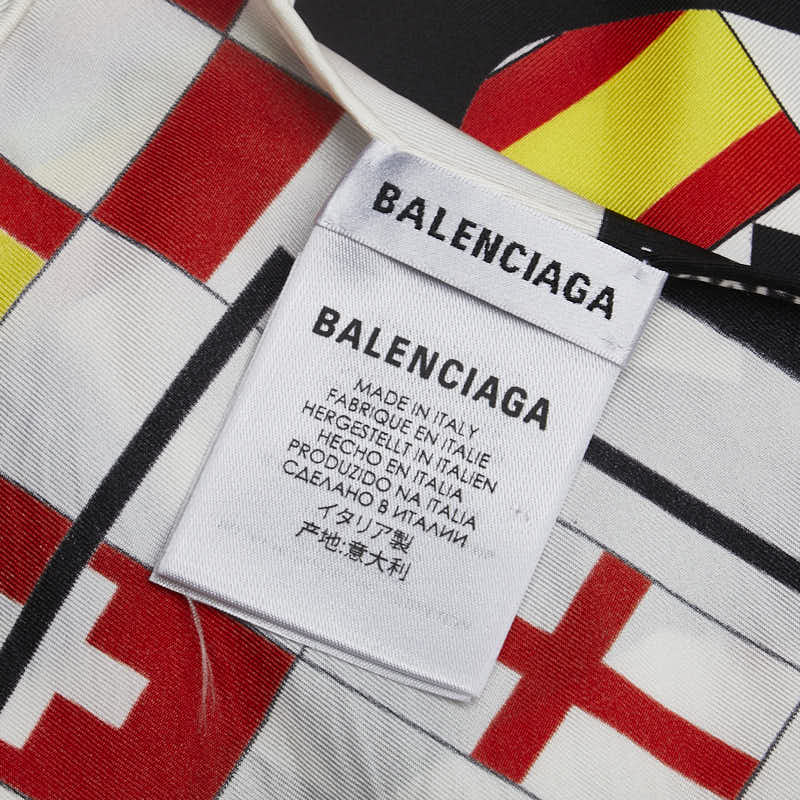 BALENCIAGA
BALENCIAGA
MADE IN ITALY
FABRIQUE EN ITALIE
HERGESTELLT IN ITALIEN
HECHO EN ITALIA
PRODUZIDO NA ITALIA
СДЕЛАНО В ИТАЛИИ
イタリア製
产地:意大利